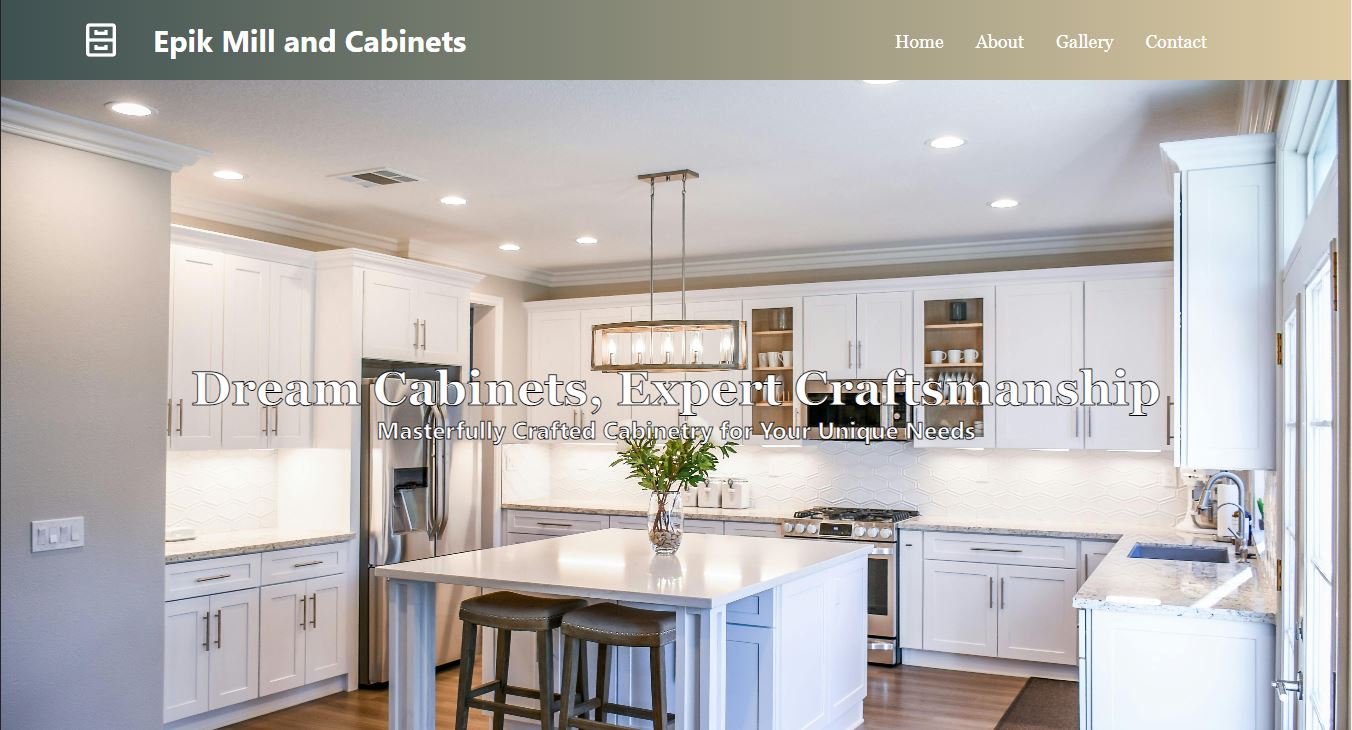 Epik Mill and Cabinets
Home About Gallery Contact
Dream Cabinets, Expert Craftsmanship
Masterfully Crafted Cabinetry for Your Unique Needs